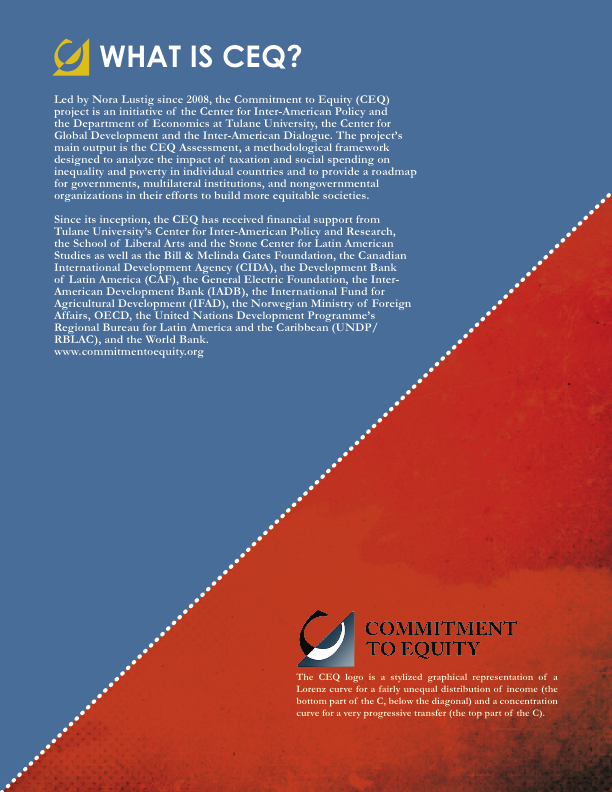 WHAT IS CEQ?
Led by Nora Lustig since 2008, the Commitment to Equity (CEQ)
project is an initiative of the Center for Inter-American Policy and
the Department of Economics at Tulane University, the Center for
Global Development and the Inter-American Dialogue. The project's
main output is the CEQ Assessment, a methodological framework
designed to analyze the impact of taxation and social spending on
inequality and poverty in individual countries and to provide a roadmap
for governments, multilateral institutions, and nongovernmental
organizations in their efforts to build more equitable societies.
Since its inception, the CEQ has received financial support from
Tulane University's Center for Inter-American Policy and Research,
the School of Liberal Arts and the Stone Center for Latin American
Studies as well as the Bill & Melinda Gates Foundation, the Canadian
International Development Agency (CIDA), the Development Bank
of Latin America (CAF), the General Electric Foundation, the Inter-
American Development Bank (IADB), the International Fund for
Agricultural Development (IFAD), the Norwegian Ministry of Foreign
Affairs, OECD, the United Nations Development Programme's
Regional Bureau for Latin America and the Caribbean (UNDP/
RBLAC), and the World Bank.
www.commitmentoequity.org
COMMITMENT
TO EQUITY
The CEQ logo is a stylized graphical representation of a
Lorenz curve for a fairly unequal distribution of income (the
bottom part of the C, below the diagonal) and a concentration
curve for a very progressive transfer (the top part of the C).